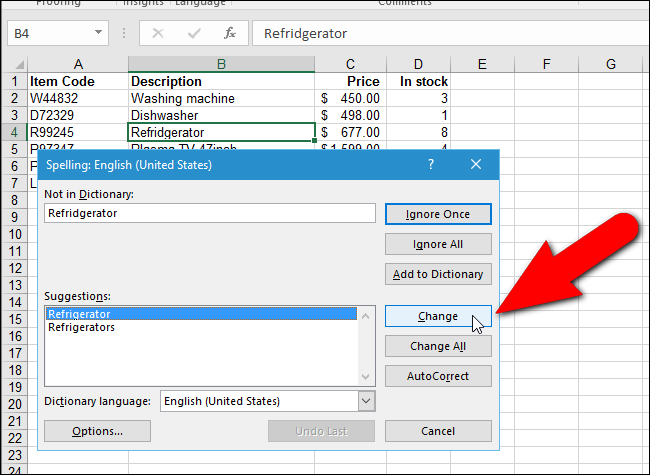 Proofing Insights Language Comments
B4 fx Refridgerator
A B C D E F G
1 Item Code Description Price In stock
2 W44832 Washing machine $ 450.00 3
3 D72329 Dishwasher $ 498.00 1
4 R99245 Refridgerator $ 677.00 8
5 R97347 Plasma TV 47inch $ 1,599.00 4
6
7 L
8
9
10
11
12
13
14
15
16
17
18
19
20
21
22
23
24
Spelling: English (United States) ? ×
Not in Dictionary:
Refridgerator
Ignore Once
Ignore All
Add to Dictionary
Suggestions:
Refrigerator
Refrigerators
Change
Change All
AutoCorrect
Dictionary language: English (United States)
Options... Undo Last Cancel